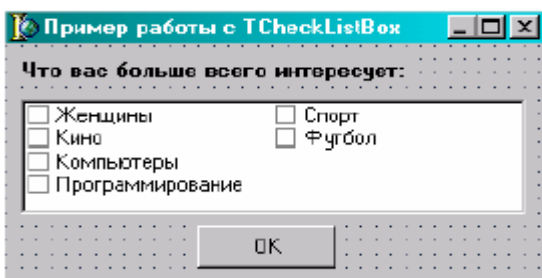 Пример работы с TCheckListBox
Что вас больше всего интересует:
Женщины
Кино
Компьютеры
Программирование
Спорт
Футбол
OK